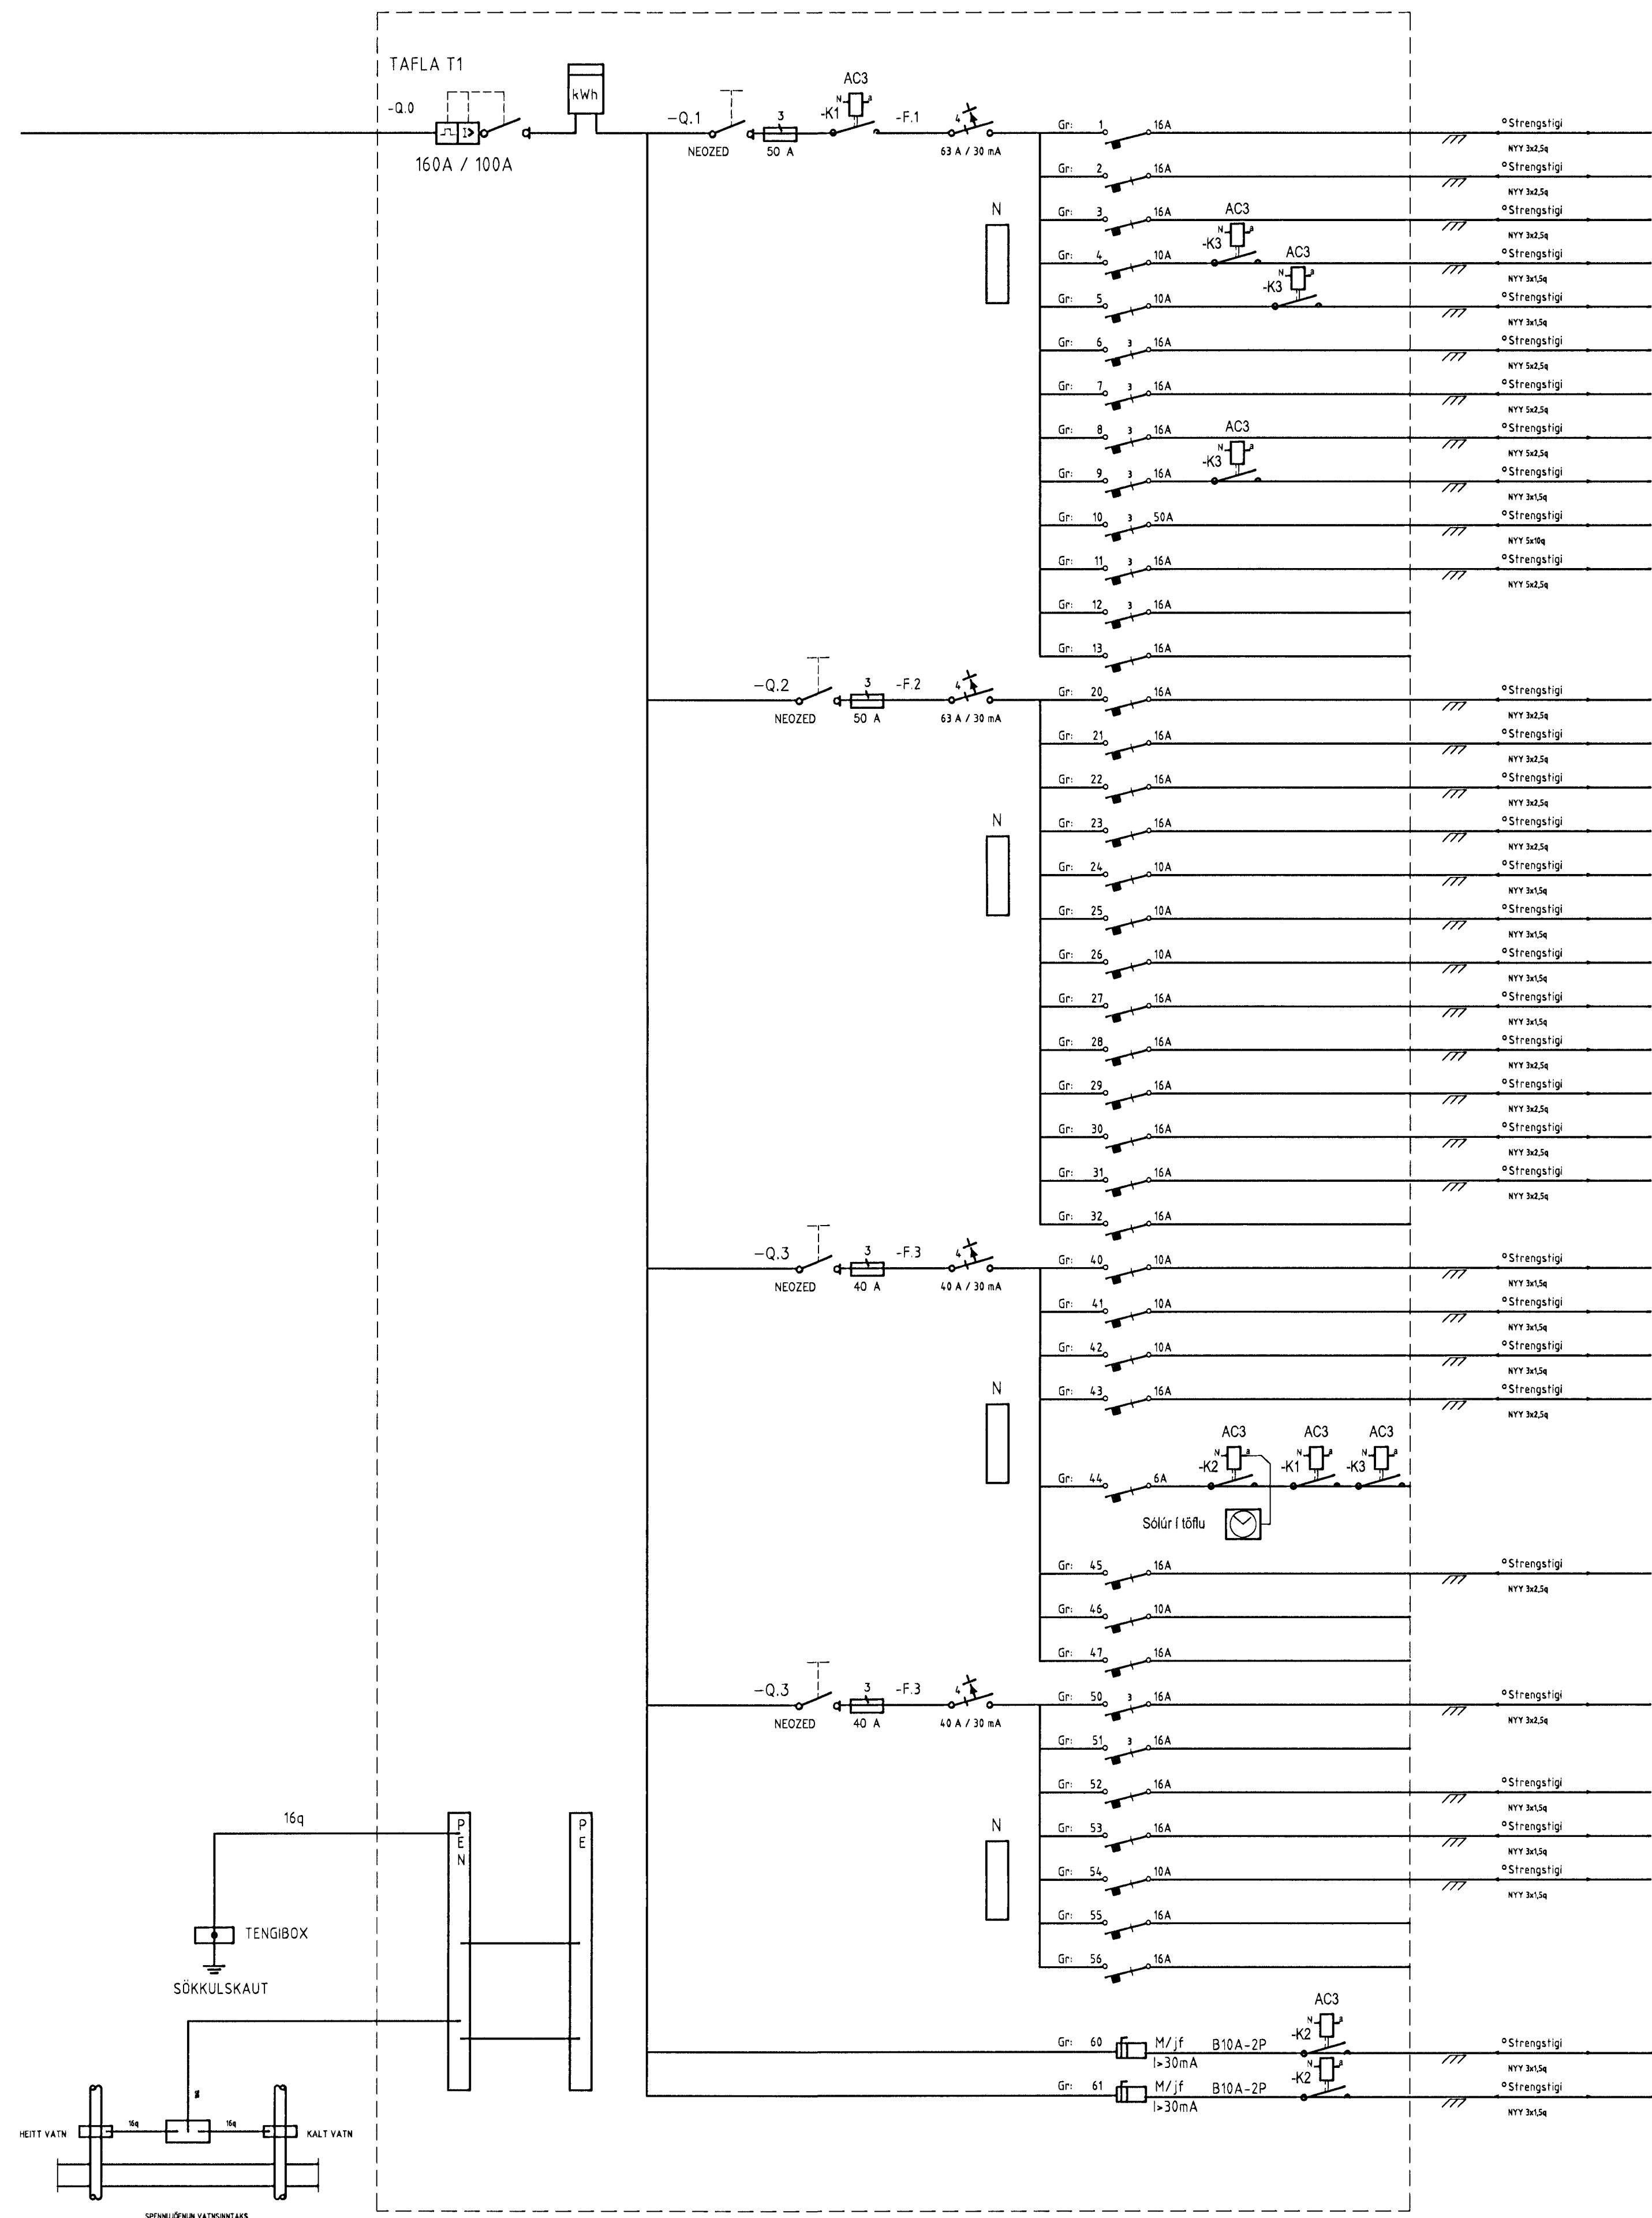 TAFLA T1
-Q.0
160A / 100A
kWh
-Q.1
NEOZED
3
50 A
AC3
N a
-K1
-F.1
4
63 A / 30 mA
N
Gr: 1 16A
°Strengstigi
NYY 3x2,5q
Gr: 2 16A
°Strengstigi
NYY 3x2,5q
Gr: 3 16A
°Strengstigi
NYY 3x2,5q
AC3
N a
-K3
Gr: 4 10A
°Strengstigi
NYY 3x1,5q
AC3
N a
-K3
Gr: 5 10A
°Strengstigi
NYY 3x1,5q
Gr: 6 3 16A
°Strengstigi
NYY 5x2,5q
Gr: 7 3 16A
°Strengstigi
NYY 5x2,5q
Gr: 8 3 16A
°Strengstigi
NYY 5x2,5q
AC3
N a
-K3
Gr: 9 3 16A
°Strengstigi
NYY 3x1,5q
Gr: 10 3 50A
°Strengstigi
NYY 5x10q
Gr: 11 3 16A
°Strengstigi
NYY 5x2,5q
Gr: 12 3 16A
Gr: 13 16A
-Q.2
NEOZED
3
50 A
-F.2
4
63 A / 30 mA
N
Gr: 20 16A
°Strengstigi
NYY 3x2,5q
Gr: 21 16A
°Strengstigi
NYY 3x2,5q
Gr: 22 16A
°Strengstigi
NYY 3x2,5q
Gr: 23 16A
°Strengstigi
NYY 3x2,5q
Gr: 24 10A
°Strengstigi
NYY 3x1,5q
Gr: 25 10A
°Strengstigi
NYY 3x1,5q
Gr: 26 10A
°Strengstigi
NYY 3x1,5q
Gr: 27 16A
°Strengstigi
NYY 3x1,5q
Gr: 28 16A
°Strengstigi
NYY 3x2,5q
Gr: 29 16A
°Strengstigi
NYY 3x2,5q
Gr: 30 16A
°Strengstigi
NYY 3x2,5q
Gr: 31 16A
°Strengstigi
NYY 3x2,5q
Gr: 32 16A
-Q.3
NEOZED
3
40 A
-F.3
4
40 A / 30 mA
N
Gr: 40 10A
°Strengstigi
NYY 3x1,5q
Gr: 41 10A
°Strengstigi
NYY 3x1,5q
Gr: 42 10A
°Strengstigi
NYY 3x1,5q
Gr: 43 16A
°Strengstigi
NYY 3x2,5q
AC3 AC3 AC3
N a N a N a
-K2 -K1 -K3
Gr: 44 6A
Sólúr í töflu
Gr: 45 16A
°Strengstigi
NYY 3x2,5q
Gr: 46 10A
Gr: 47 16A
-Q.3
NEOZED
3
40 A
-F.3
4
40 A / 30 mA
N
Gr: 50 3 16A
°Strengstigi
NYY 3x2,5q
Gr: 51 3 16A
Gr: 52 16A
°Strengstigi
NYY 3x1,5q
Gr: 53 16A
°Strengstigi
NYY 3x1,5q
Gr: 54 10A
°Strengstigi
NYY 3x1,5q
Gr: 55 16A
Gr: 56 16A
AC3
N a
-K2
Gr: 60 M/jf B10A-2P
I>30mA
°Strengstigi
NYY 3x1,5q
N a
-K2
Gr: 61 M/jf B10A-2P
I>30mA
°Strengstigi
NYY 3x1,5q
16q
PEN
PE
TENGIBOX
SÖKKULSKAUT
HEITT VATN
16q
16q
KALT VATN
SPENNUJÖFNUN VATNSINNTAKS